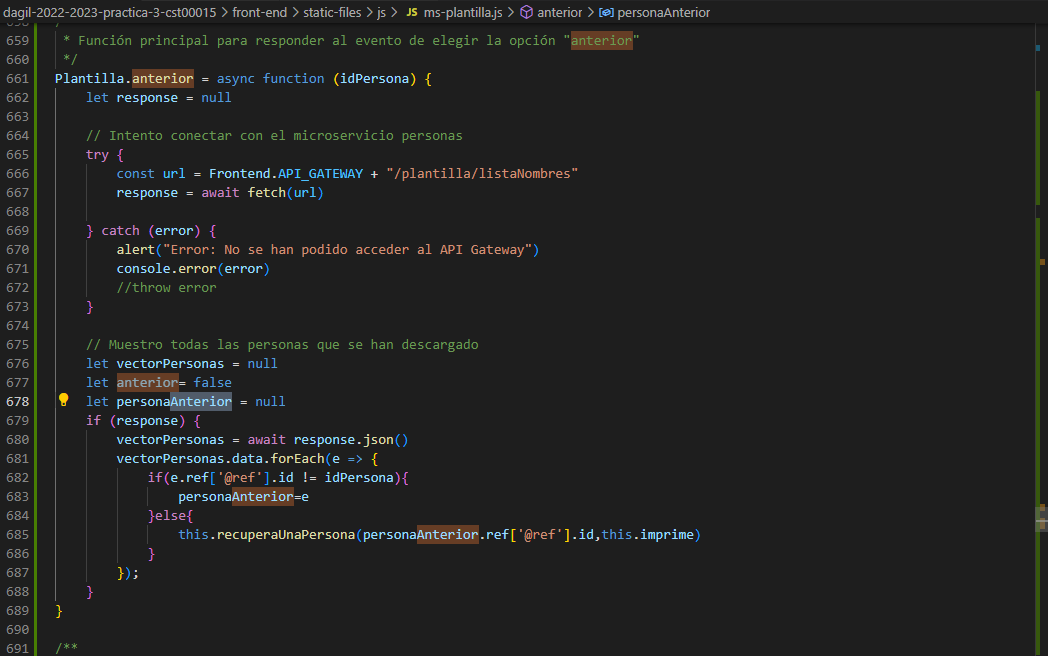 dagil-2022-2023-practica-3-cst00015 > front-end > static-files > js > JS ms-plantilla.js > anterior > personaAnterior
658 /**
659 * Función principal para responder al evento de elegir la opción "anterior"
660 */
661 Plantilla.anterior = async function (idPersona) {
662 let response = null
663
664 // Intento conectar con el microservicio personas
665 try {
666 const url = Frontend.API_GATEWAY + "/plantilla/listaNombres"
667 response = await fetch(url)
668
669 } catch (error) {
670 alert("Error: No se han podido acceder al API Gateway")
671 console.error(error)
672 //throw error
673 }
674
675 // Muestro todas las personas que se han descargado
676 let vectorPersonas = null
677 let anterior= false
678 let personaAnterior = null
679 if (response) {
680 vectorPersonas = await response.json()
681 vectorPersonas.data.forEach(e => {
682 if(e.ref['@ref'].id != idPersona){
683 personaAnterior=e
684 }else{
685 this.recuperaUnaPersona(personaAnterior.ref['@ref'].id,this.imprime)
686 }
687 });
688 }
689 }
690
691 /**